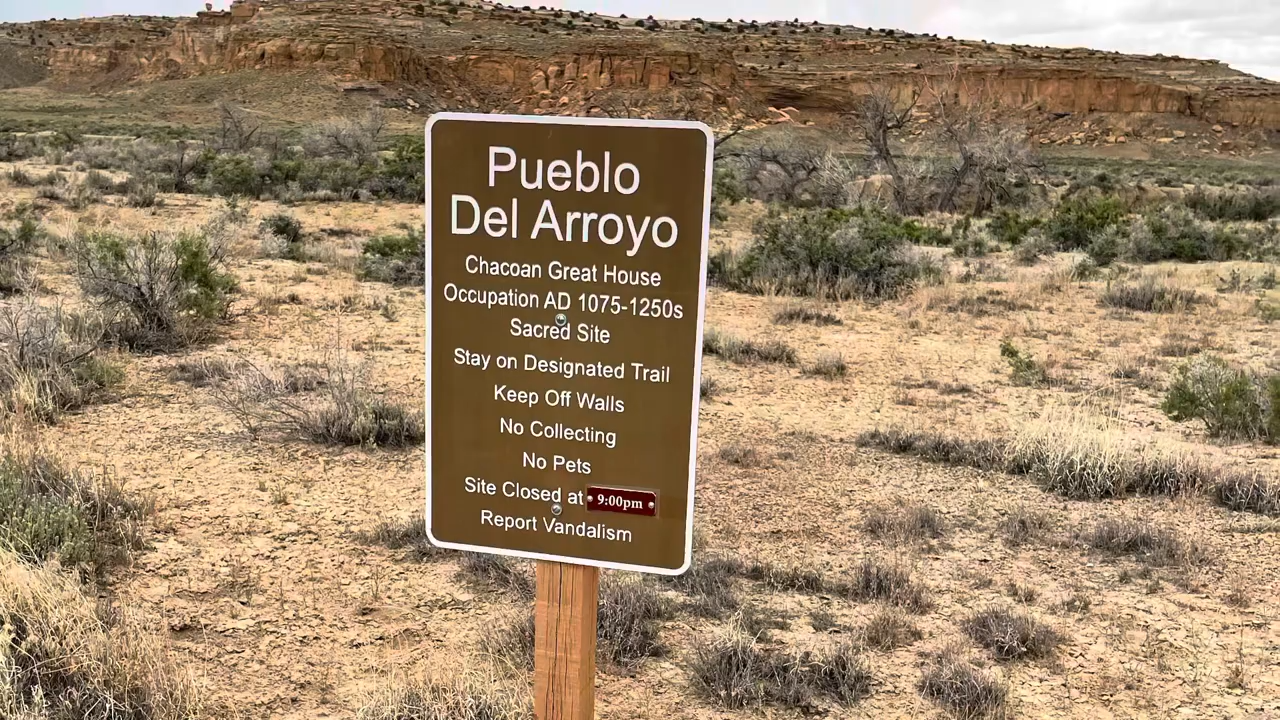 Pueblo
Del Arroyo
Chacoan Great House
Occupation AD 1075-1250s
Sacred Site
Stay on Designated Trail
Keep Off Walls
No Collecting
No Pets
Site Closed at 9:00pm
Report Vandalism